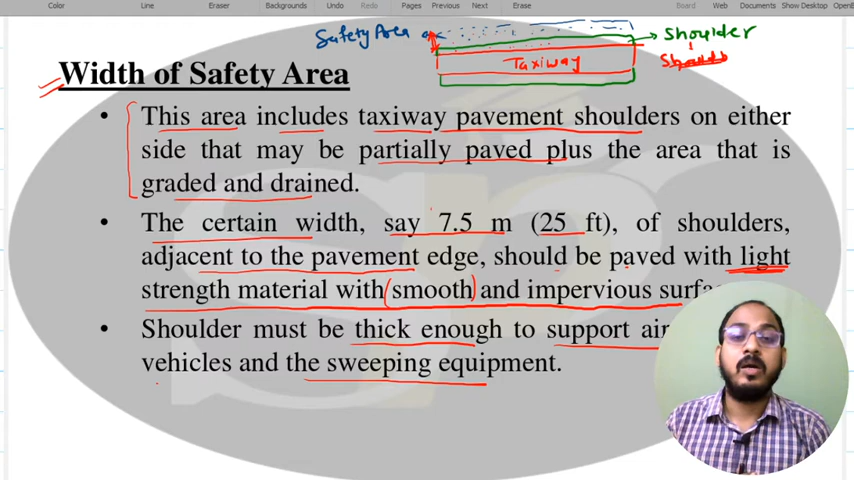 Color Line Eraser Backgrounds Undo Redo Pages Previous Next Erase Board Web Documents Show Desktop
Safety Area
Shoulder
Taxiway
Width of Safety Area
• This area includes taxiway pavement shoulders on either
side that may be partially paved plus the area that is
graded and drained.
• The certain width, say 7.5 m (25 ft), of shoulders,
adjacent to the pavement edge, should be paved with light
strength material with (smooth) and impervious
• Shoulder must be thick enough to support
vehicles and the sweeping equipment.